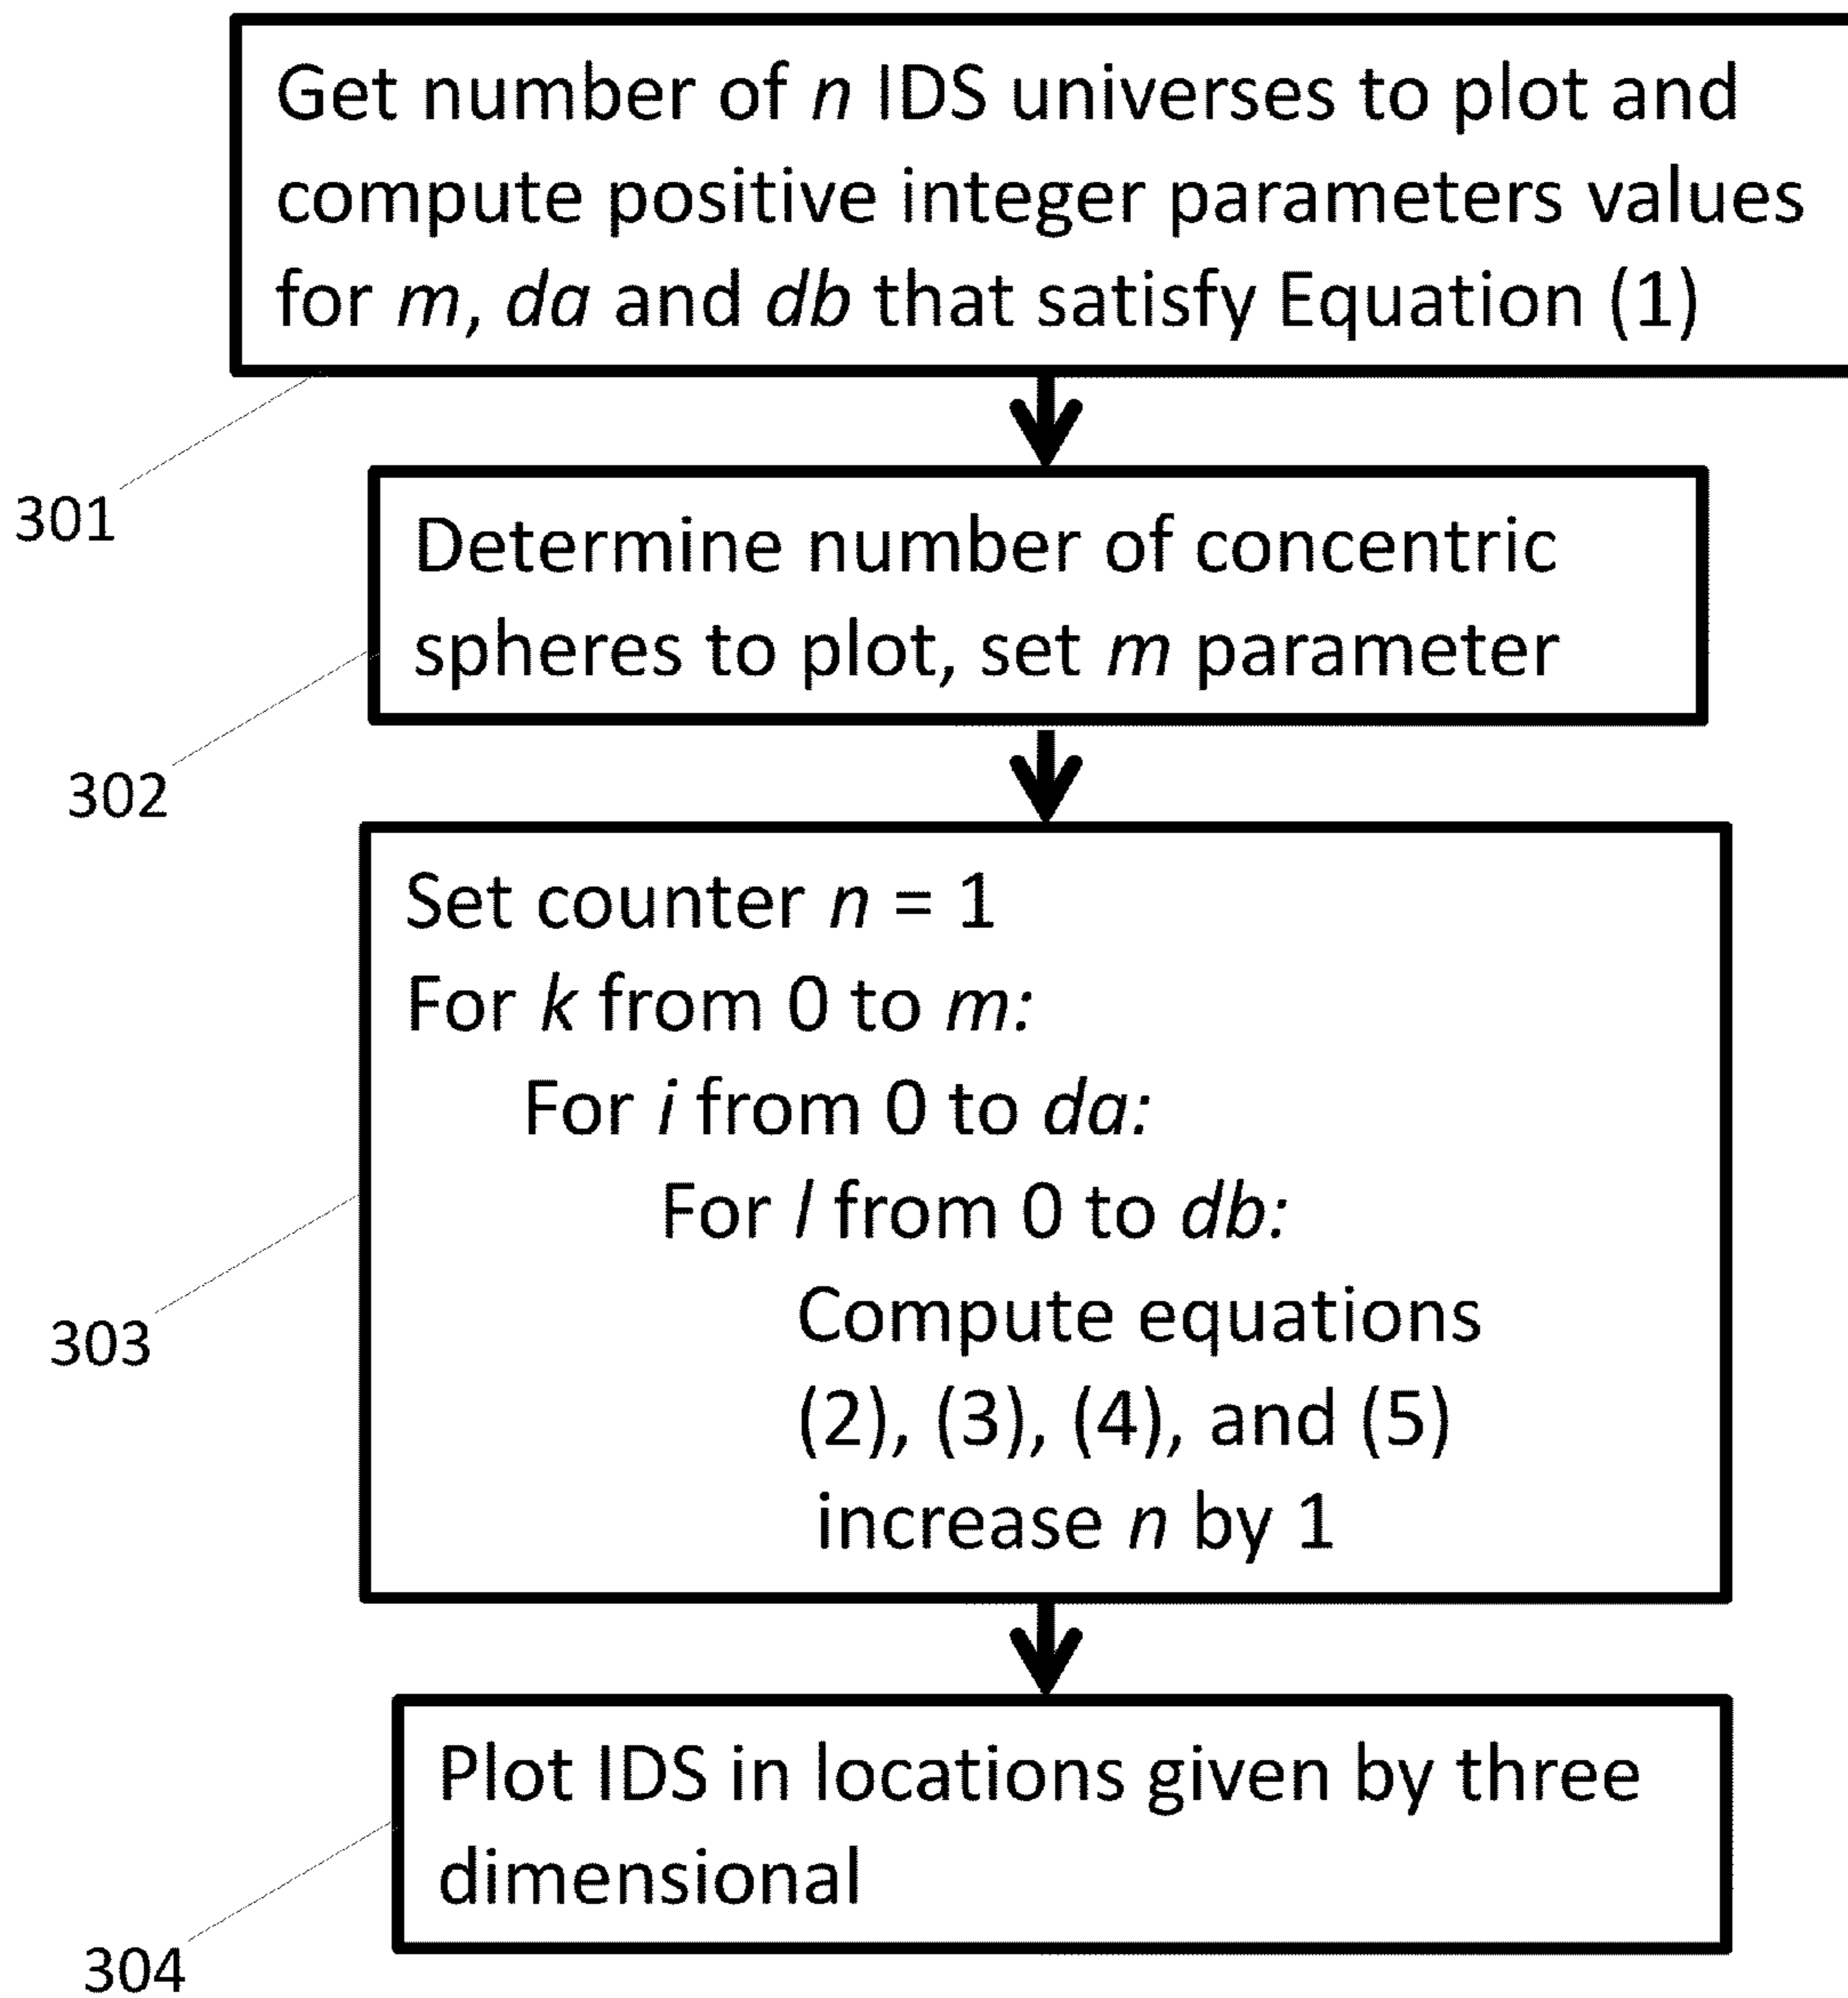 Get number of n IDS universes to plot and
compute positive integer parameters values
for m, da and db that satisfy Equation (1)
301
Determine number of concentric
spheres to plot, set m parameter
302
Set counter n = 1
For k from 0 to m:
For i from 0 to da:
For l from 0 to db:
Compute equations
(2), (3), (4), and (5)
increase n by 1
303
Plot IDS in locations given by three
dimensional
304